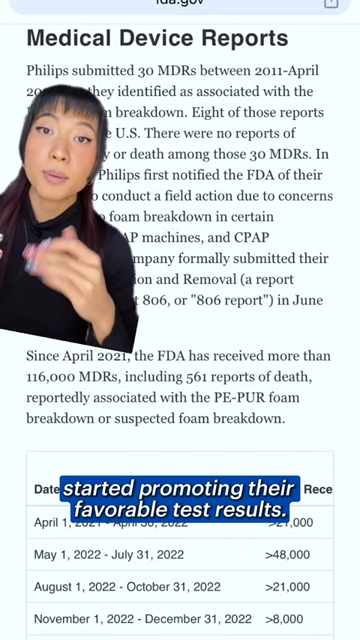 fda.gov
Medical Device Reports
Philips submitted 30 MDRs between 2011-April
they identified as associated with the
breakdown. Eight of those reports
U.S. There were no reports of
or death among those 30 MDRs. In
Philips first notified the FDA of their
conduct a field action due to concerns
foam breakdown in certain
machines, and CPAP
formally submitted their
and Removal (a report
806, or "806 report") in June
Since April 2021, the FDA has received more than
116,000 MDRs, including 561 reports of death,
reportedly associated with the PE-PUR foam
breakdown or suspected foam breakdown.
started promoting their
favorable test results.
April 1, 2021 - April 30, 2022 >21,000
May 1, 2022 - July 31, 2022 >48,000
August 1, 2022 - October 31, 2022 >21,000
November 1, 2022 - December 31, 2022 >8,000